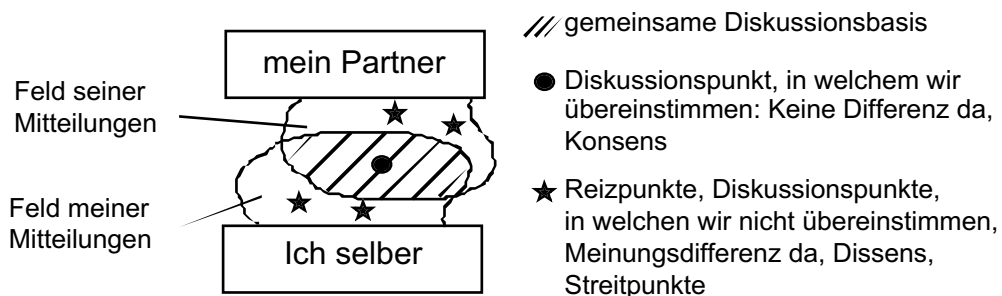 mein Partner
Feld seiner
Mitteilungen
Feld meiner
Mitteilungen
Ich selber
gemeinsame Diskussionsbasis
Diskussionspunkt, in welchem wir
übereinstimmen: Keine Differenz da,
Konsens
Reizpunkte, Diskussionspunkte,
in welchen wir nicht übereinstimmen,
Meinungsdifferenz da, Dissens,
Streitpunkte